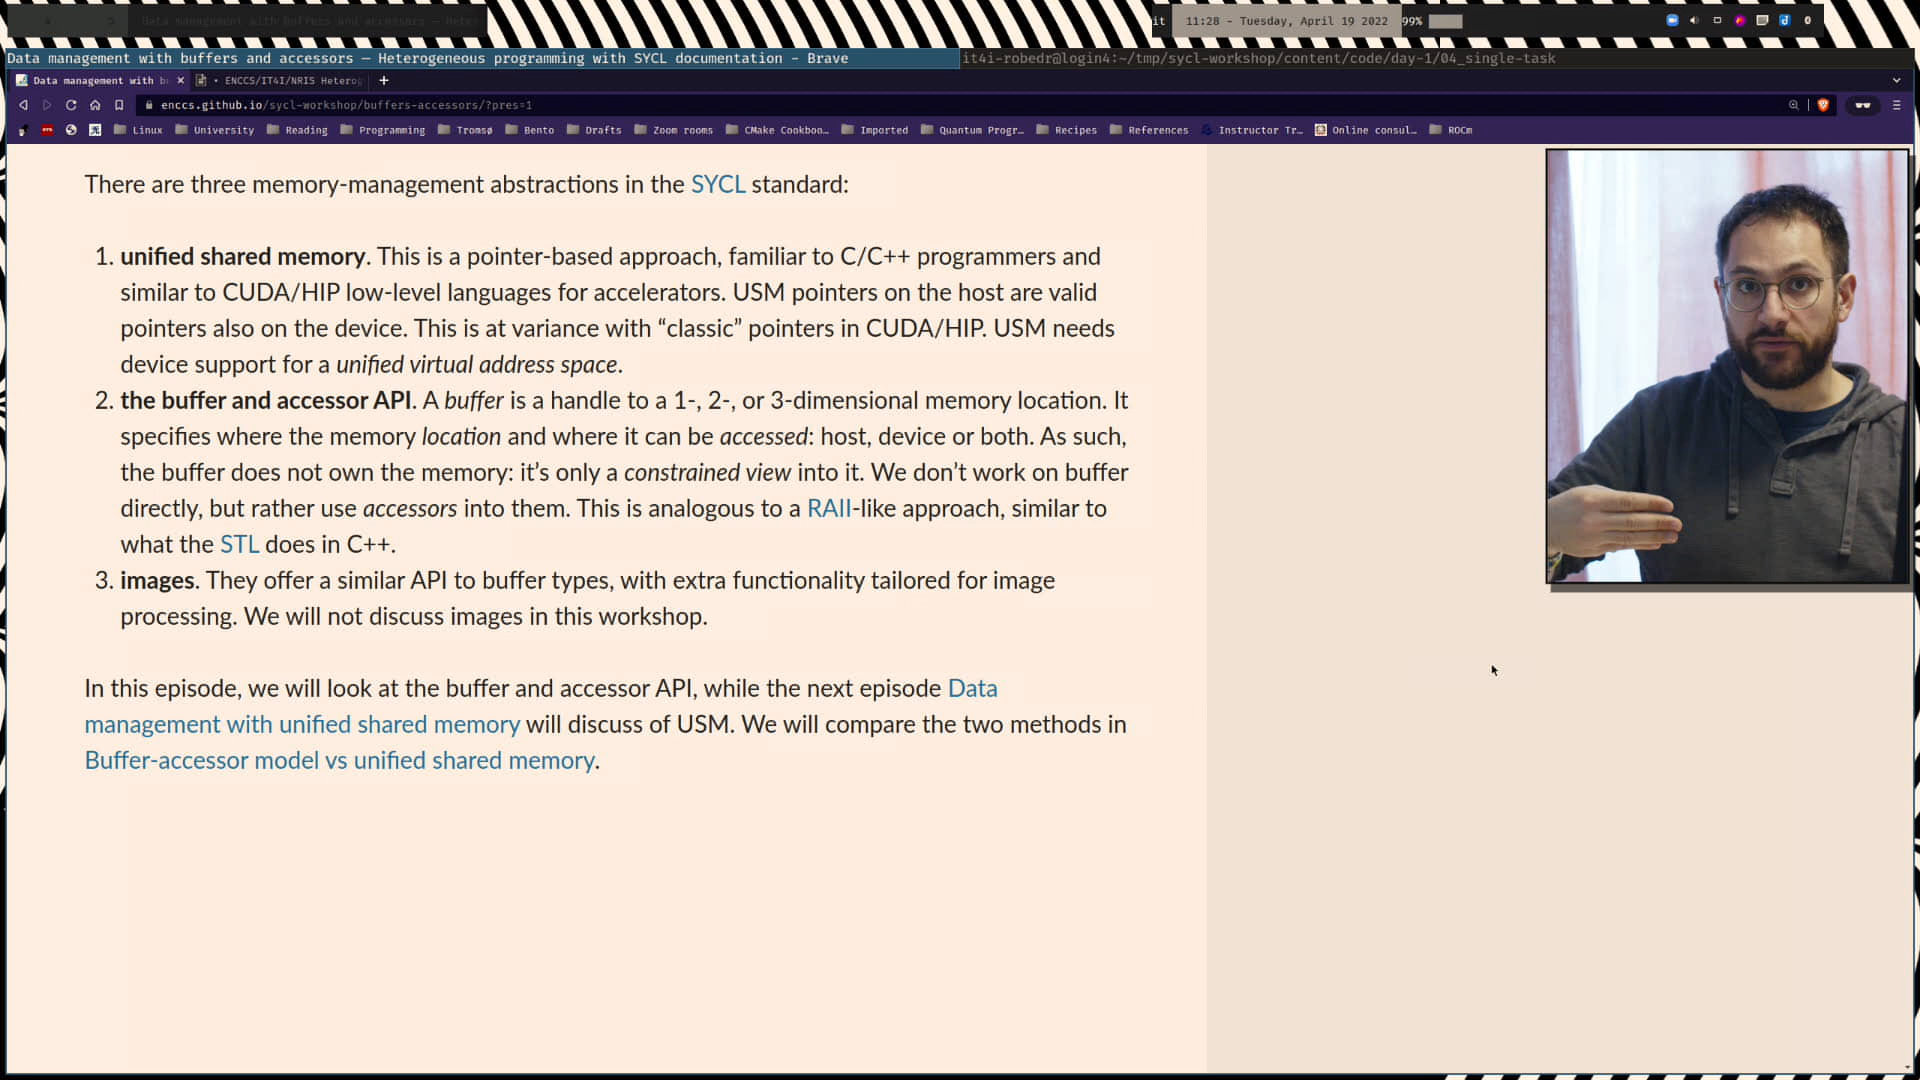 Data management with Buffers and accessors — Heter
it
11:28 - Tuesday, April 19 2022
99%
0
Data management with buffers and accessors — Heterogeneous programming with SYCL documentation - Brave
it4i-robedr@login4:~/tmp/sycl-workshop/content/code/day-1/04_single-task
Data management with b
• ENCCS/IT4I/NRIS Heterog
enccs.github.io/sycl-workshop/buffers-accessors/?pres=1
Linux
University
Reading
Programming
Tromsø
Bento
Drafts
Zoom rooms
CMake Cookboo…
Imported
Quantum Progr…
Recipes
References
Instructor Tr…
Online consul…
ROCm
There are three memory-management abstractions in the SYCL standard:
1. unified shared memory. This is a pointer-based approach, familiar to C/C++ programmers and
similar to CUDA/HIP low-level languages for accelerators. USM pointers on the host are valid
pointers also on the device. This is at variance with “classic” pointers in CUDA/HIP. USM needs
device support for a unified virtual address space.
2. the buffer and accessor API. A buffer is a handle to a 1-, 2-, or 3-dimensional memory location. It
specifies where the memory location and where it can be accessed: host, device or both. As such,
the buffer does not own the memory: it’s only a constrained view into it. We don’t work on buffer
directly, but rather use accessors into them. This is analogous to a RAII-like approach, similar to
what the STL does in C++.
3. images. They offer a similar API to buffer types, with extra functionality tailored for image
processing. We will not discuss images in this workshop.
In this episode, we will look at the buffer and accessor API, while the next episode Data
management with unified shared memory will discuss of USM. We will compare the two methods in
Buffer-accessor model vs unified shared memory.